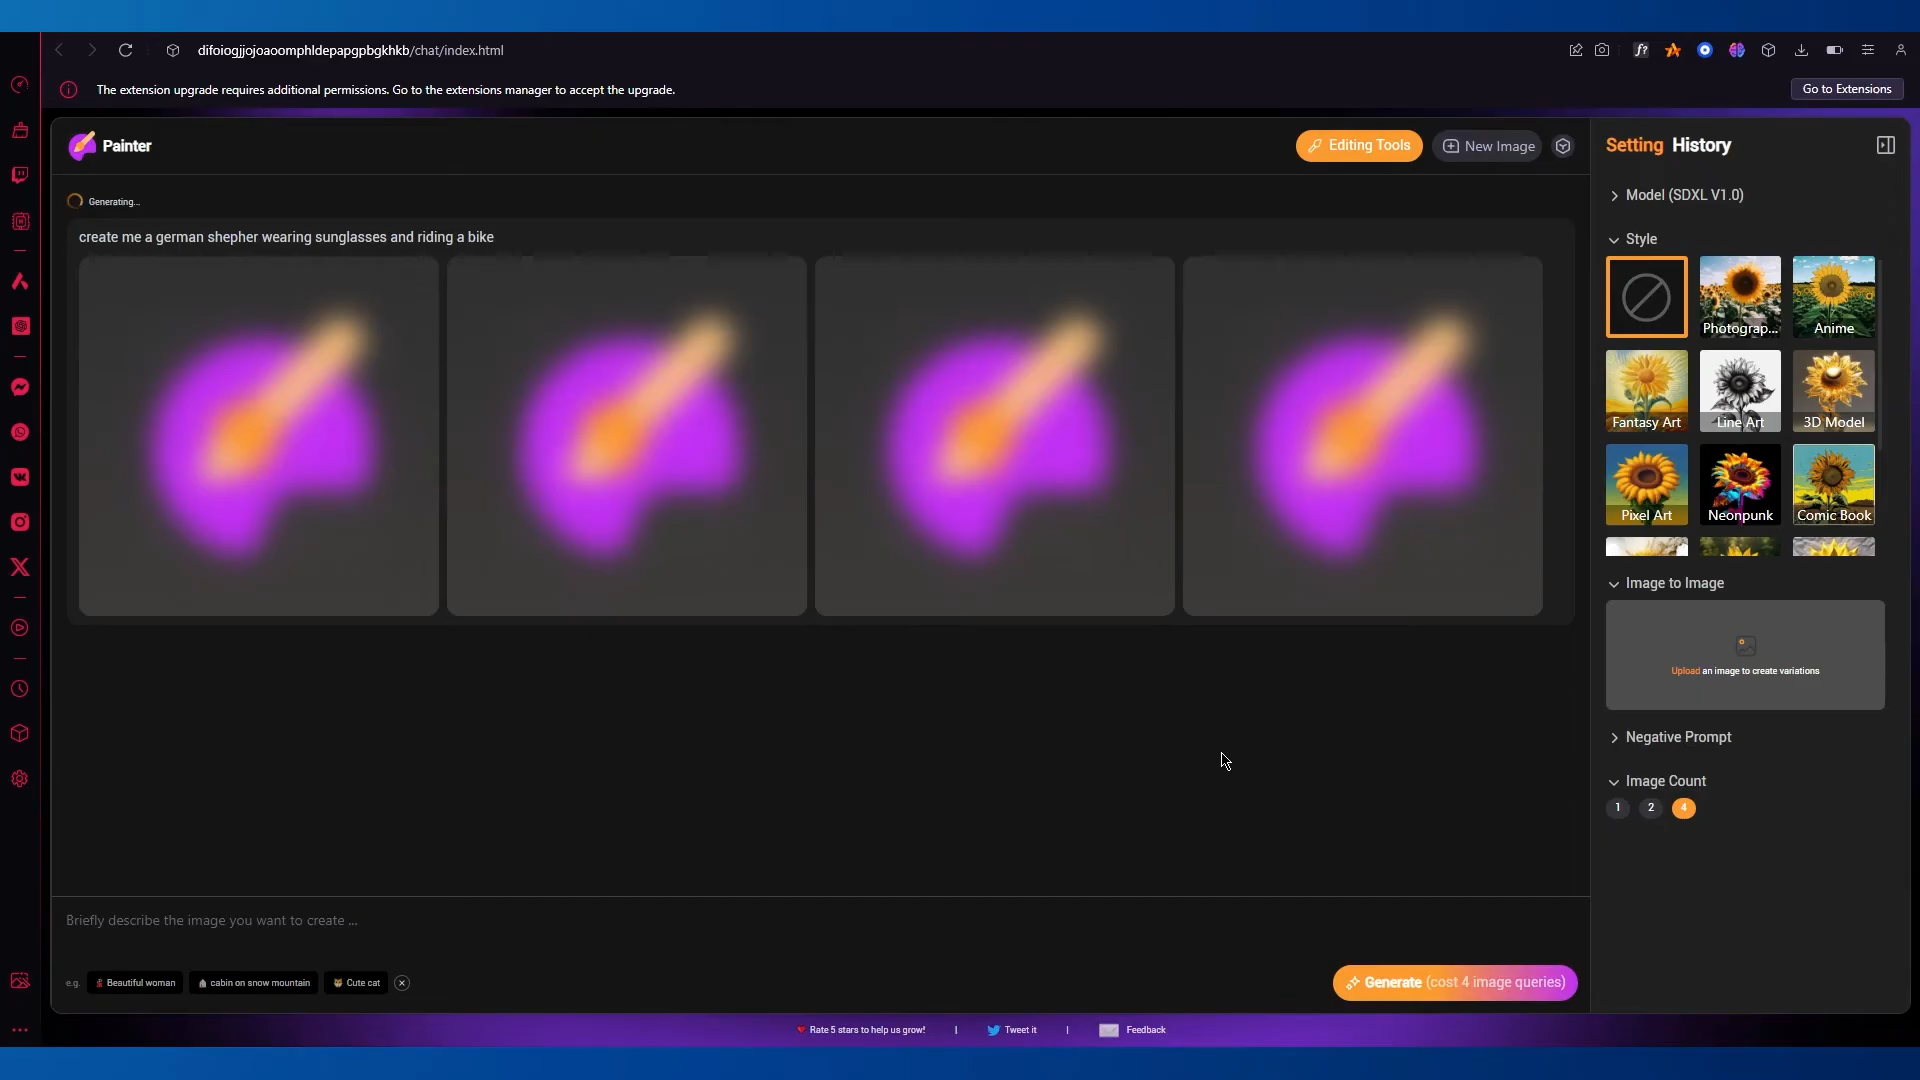 difoiogjjojoaoomphldepapgpbgkhkb/chat/index.html
The extension upgrade requires additional permissions. Go to the extensions manager to accept the upgrade.
Go to Extensions
Painter
Editing Tools
New Image
Setting History
Generating...
create me a german shepher wearing sunglasses and riding a bike
Model (SDXL V1.0)
Style
Photograp...
Anime
Fantasy Art
Line Art
3D Model
Pixel Art
Neonpunk
Comic Book
Image to Image
Upload an image to create variations
Negative Prompt
Image Count
1
2
4
Briefly describe the image you want to create ...
e.g.
Beautiful woman
cabin on snow mountain
Cute cat
Generate (cost 4 image queries)
Rate 5 stars to help us grow!
|
Tweet it
|
Feedback
f?